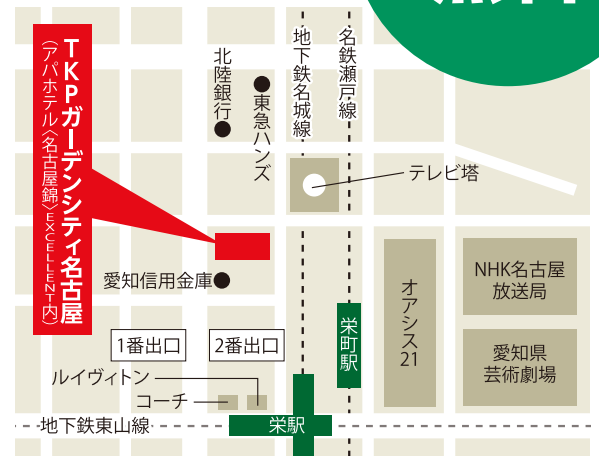 TKPガーデンシティ名古屋
(アパホテル〈名古屋錦〉EXCELLENT内)
北陸銀行
東急ハンズ
地下鉄名城線
名鉄瀬戸線
テレビ塔
愛知信用金庫
オアシス21
NHK名古屋
放送局
愛知県
芸術劇場
栄町駅
1番出口
2番出口
ルイヴィトン
コーチ
地下鉄東山線
栄駅